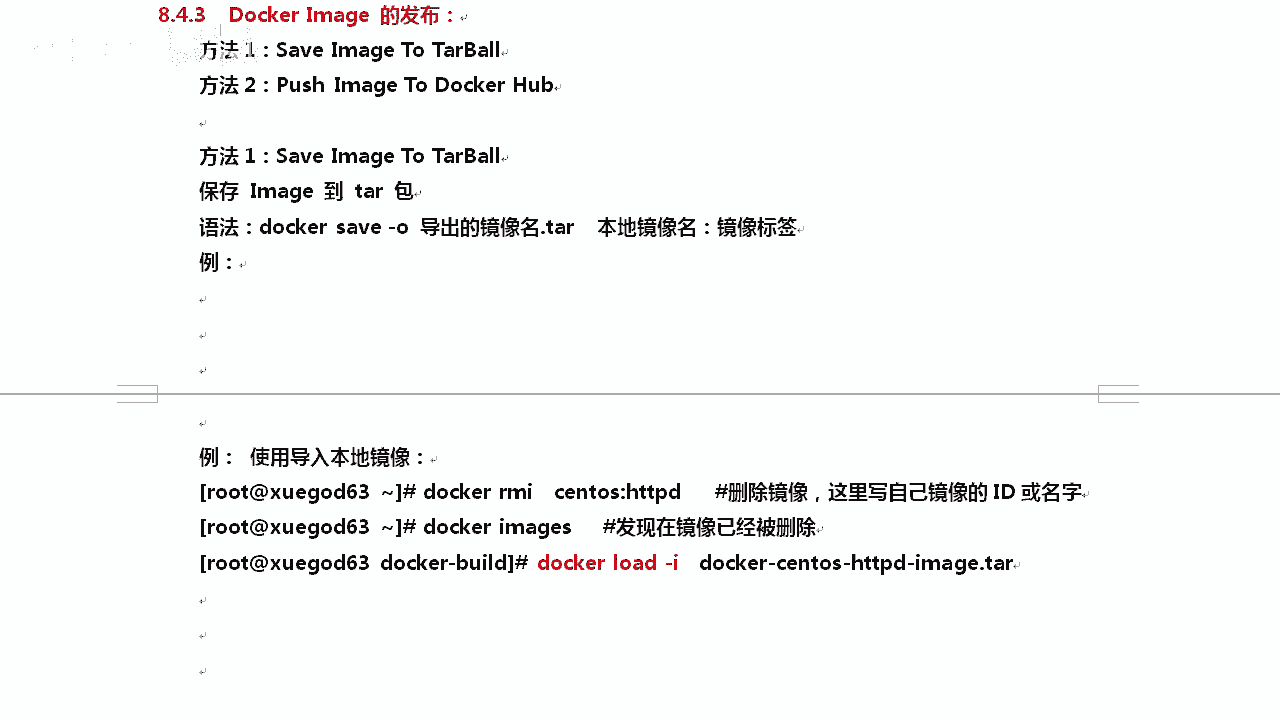 8.4.3 Docker Image 的发布：
方法 1：Save Image To TarBall
方法 2：Push Image To Docker Hub
方法 1：Save Image To TarBall
保存 Image 到 tar 包
语法：docker save -o 导出的镜像名.tar 本地镜像名：镜像标签
例：
例： 使用导入本地镜像：
[root@xuegod63 ~]# docker rmi centos:httpd #删除镜像，这里写自己镜像的 ID 或名字
[root@xuegod63 ~]# docker images #发现在镜像已经被删除
[root@xuegod63 docker-build]# docker load -i docker-centos-httpd-image.tar